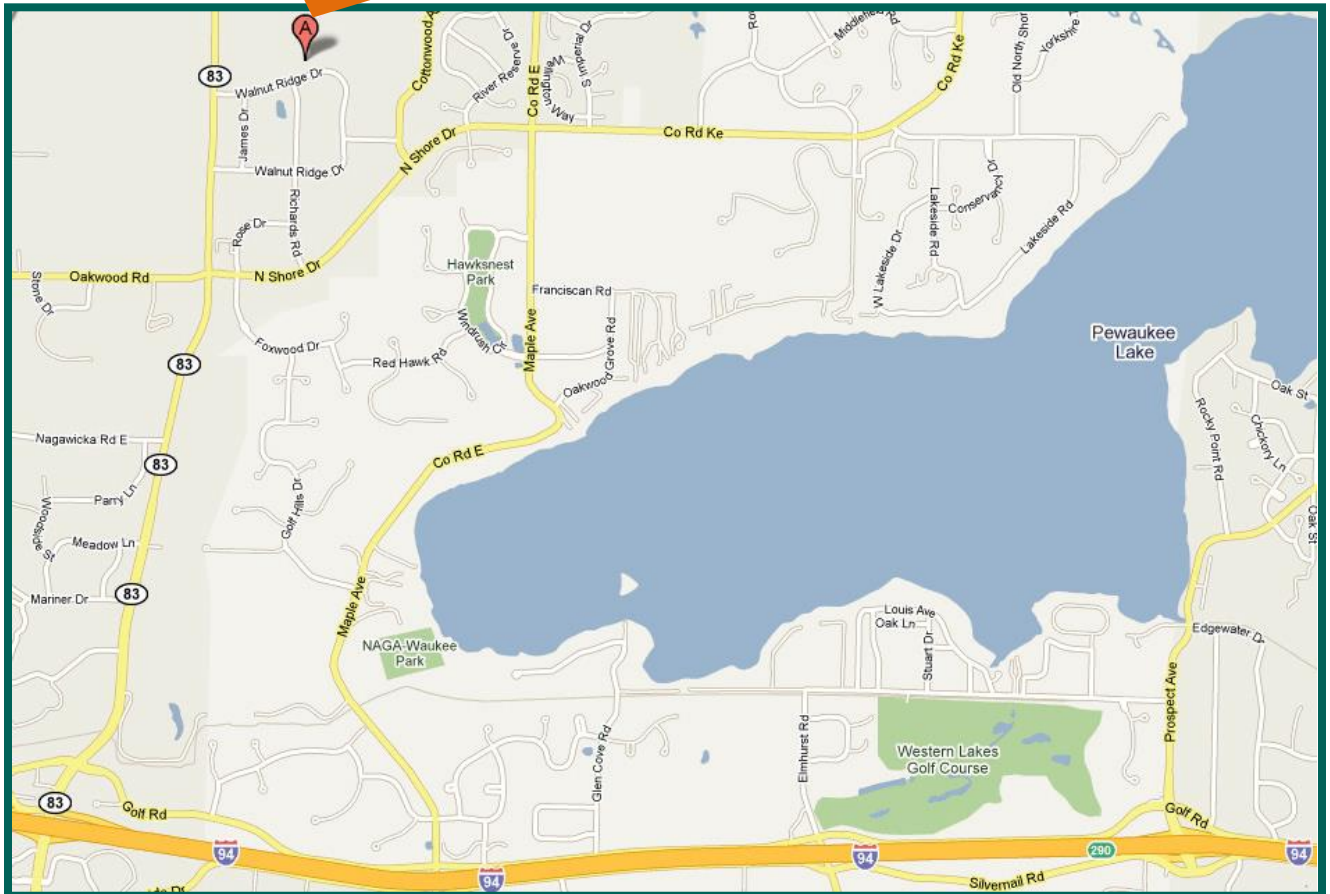 A
Middlefield Rd
Old North Shor
Yorkshire
Cottonwood A
River Reserve Dr
Co Rd E
S Imperial Dr
Wellington Way
Co Rd Ke
83
Walnut Ridge Dr
James Dr
N Shore Dr
Co Rd Ke
Walnut Ridge Dr
Richards Rd
Rose Dr
Lakeside Rd
Conservancy Dr
W Lakeside Dr
Lakeside Rd
Oakwood Rd
N Shore Dr
Stone Dr
Hawksnest
Park
Franciscan Rd
Windrush Cir
Maple Ave
Oakwood Grove Rd
Pewaukee
Lake
Foxwood Dr
Red Hawk Rd
83
Oak St
Rocky Point Rd
Chickory Ln
Nagawicka Rd E
83
Co Rd E
Parry Ln
Golf Hills Dr
Woodside St
Meadow Ln
Oak St
Mariner Dr
83
Maple Ave
Louis Ave
Oak Ln
Stuart Dr
Edgewater Dr
NAGA-Waukee
Park
Prospect Ave
Glen Cove Rd
Elmhurst Rd
Western Lakes
Golf Course
83
Golf Rd
Golf Rd
94
94
94
290
94
Silvernail Rd